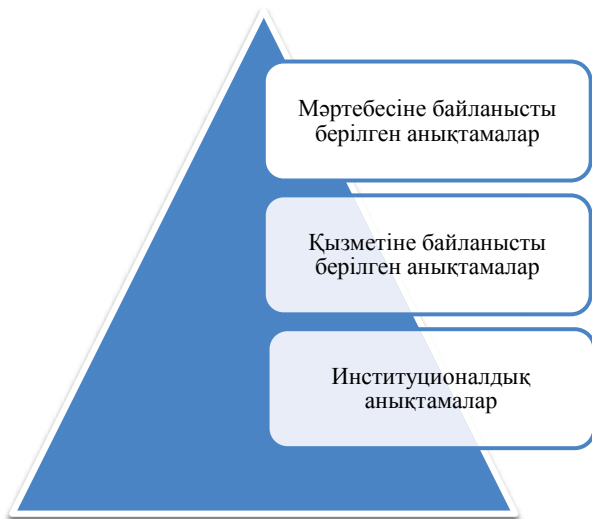 Мәртебесіне байланысты
берілген анықтамалар
Қызметіне байланысты
берілген анықтамалар
Институционалдық
анықтамалар